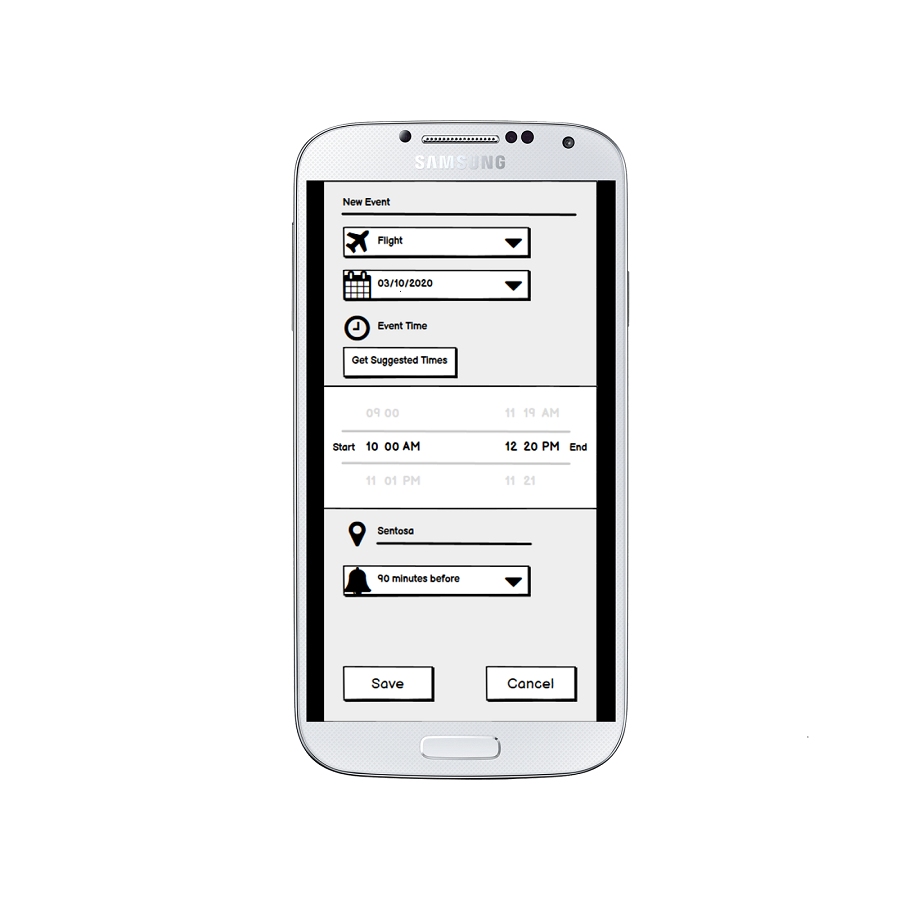 SAMSUNG
New Event
Flight
03/10/2020
Event Time
Get Suggested Times
09 00 11 19 AM
Start 10 00 AM 12 20 PM End
11 01 PM 11 21
Sentosa
90 minutes before
Save Cancel